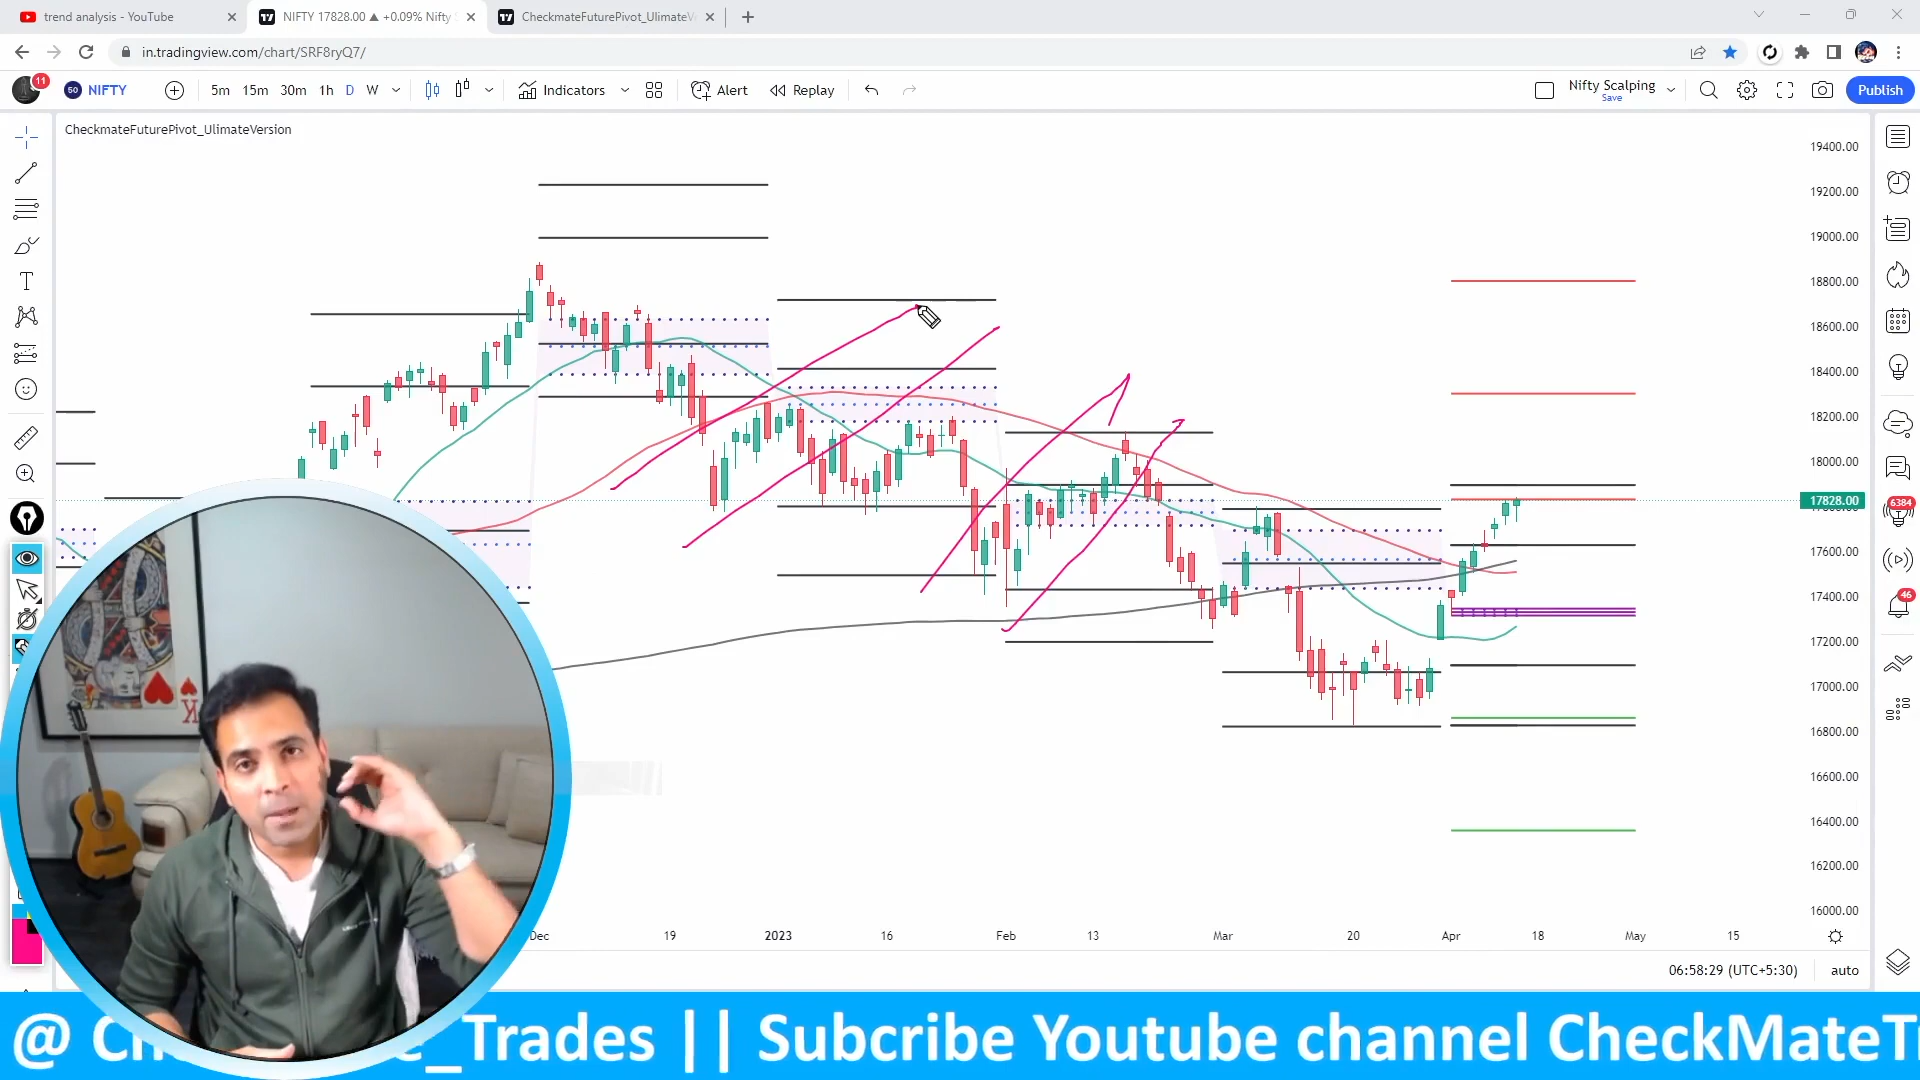 trend analysis - YouTube
NIFTY 17828.00 ▲ +0.09% Nifty
CheckmateFuturePivot_UlimateV
in.tradingview.com/chart/SRF8ryQ7/
11
50 NIFTY
5m 15m 30m 1h D W
Indicators
Alert
Replay
Nifty Scalping
Save
Publish
CheckmateFuturePivot_UlimateVersion
19400.00
19200.00
19000.00
18800.00
18600.00
18400.00
18200.00
18000.00
17828.00
17600.00
17400.00
17200.00
17000.00
16800.00
16600.00
16400.00
16200.00
16000.00
6384
46
K
Dec 19 2023 16 Feb 13 Mar 20 Apr 18 May 15
06:58:29 (UTC+5:30) auto
_Trades || Subcribe Youtube channel CheckMateT